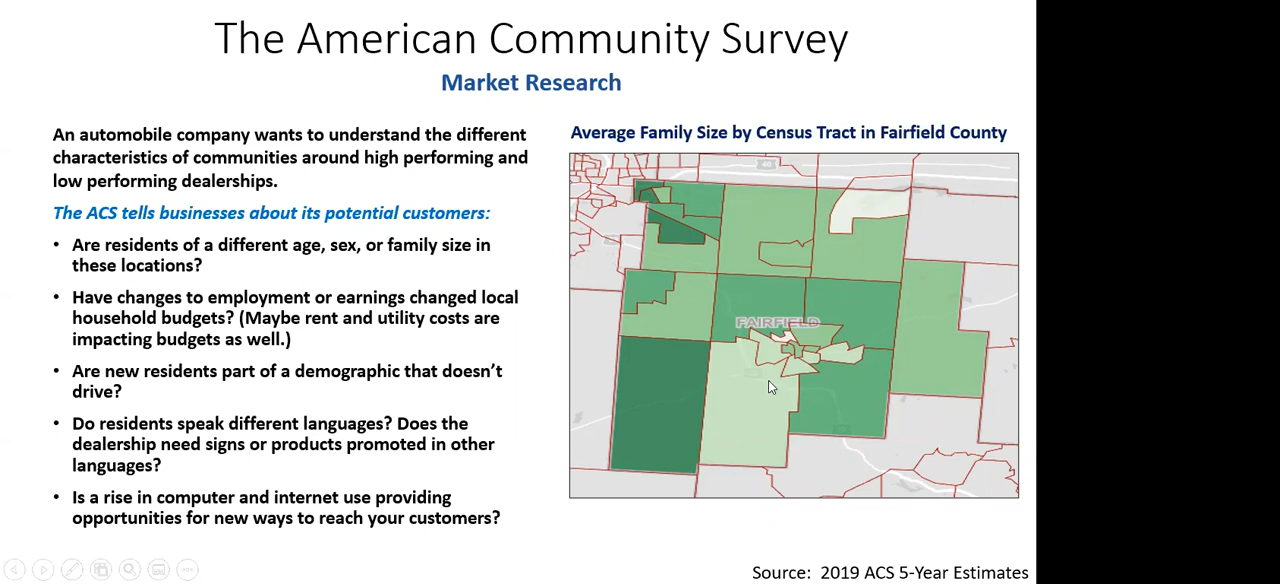 The American Community Survey
Market Research
An automobile company wants to understand the different
characteristics of communities around high performing and
low performing dealerships.
The ACS tells businesses about its potential customers:
• Are residents of a different age, sex, or family size in
these locations?
• Have changes to employment or earnings changed local
household budgets? (Maybe rent and utility costs are
impacting budgets as well.)
• Are new residents part of a demographic that doesn’t
drive?
• Do residents speak different languages? Does the
dealership need signs or products promoted in other
languages?
• Is a rise in computer and internet use providing
opportunities for new ways to reach your customers?
Average Family Size by Census Tract in Fairfield County
FAIRFIELD
Source:  2019 ACS 5-Year Estimates